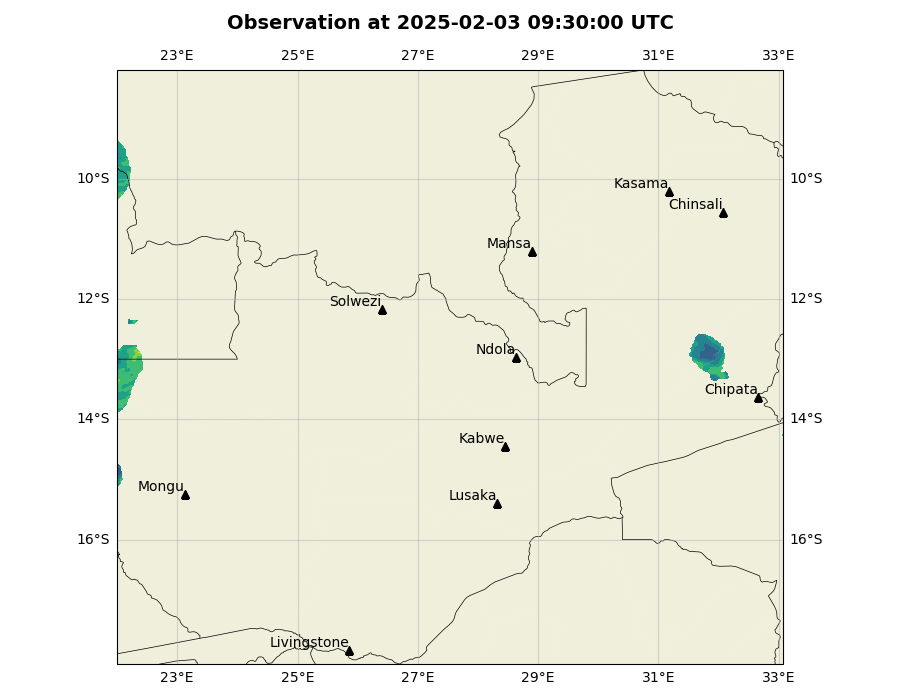 Observation at 2025-02-03 09:30:00 UTC
23°E 25°E 27°E 29°E 31°E 33°E
10°S 10°S
Kasama
Chinsali
Mansa
12°S 12°S
Solwezi
Ndola
Chipata
14°S 14°S
Kabwe
Mongu
Lusaka
16°S 16°S
Livingstone
23°E 25°E 27°E 29°E 31°E 33°E